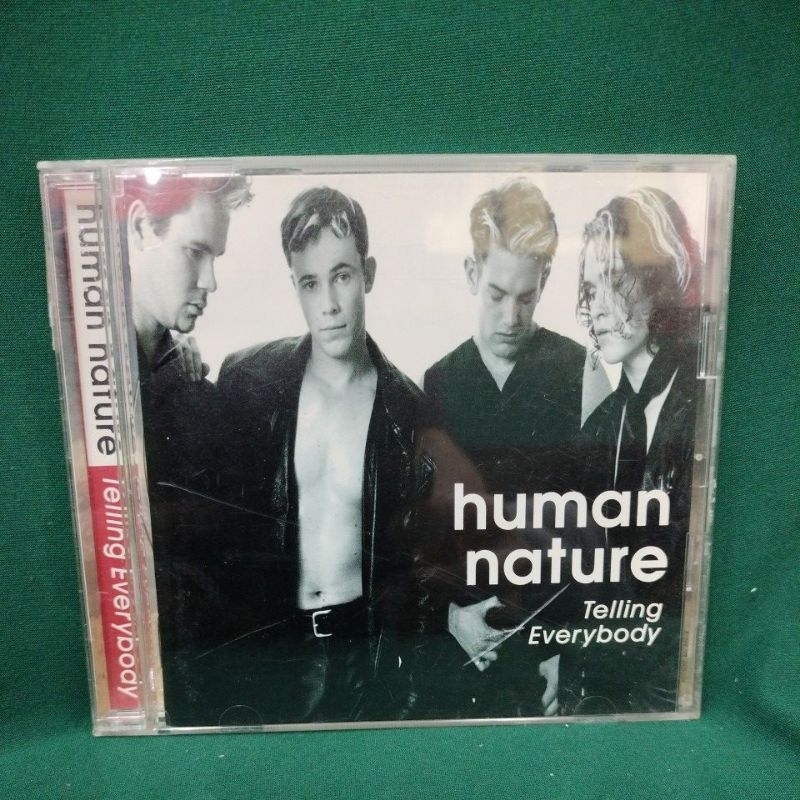 human nature Telling Everybody
human
nature
Telling
Everybody